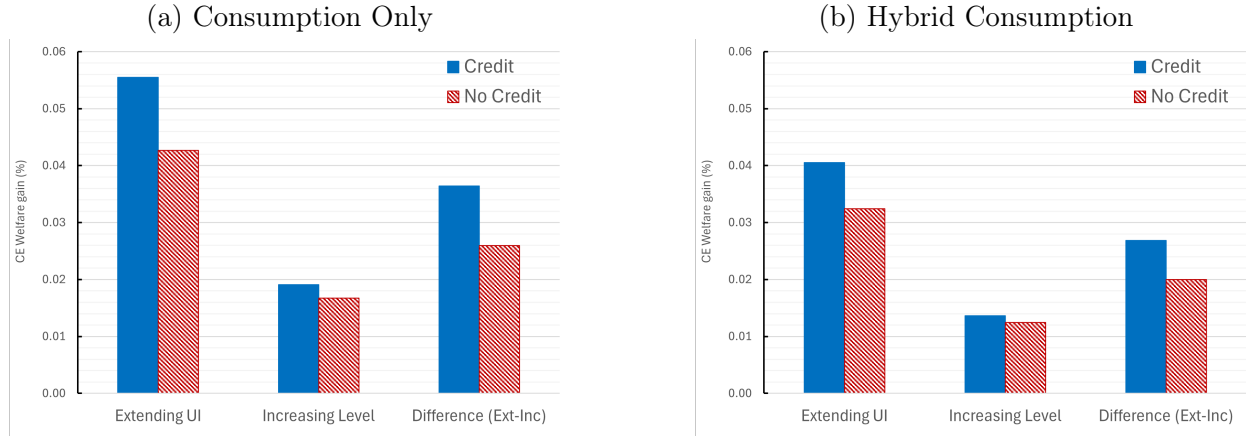 (a) Consumption Only
CE Welfare gain (%)
0.06
0.05
0.04
0.03
0.02
0.01
0.00
Credit
No Credit
Extending UI
Increasing Level
Difference (Ext-Inc)
(b) Hybrid Consumption
CE Welfare gain (%)
0.06
0.05
0.04
0.03
0.02
0.01
0.00
Credit
No Credit
Extending UI
Increasing Level
Difference (Ext-Inc)